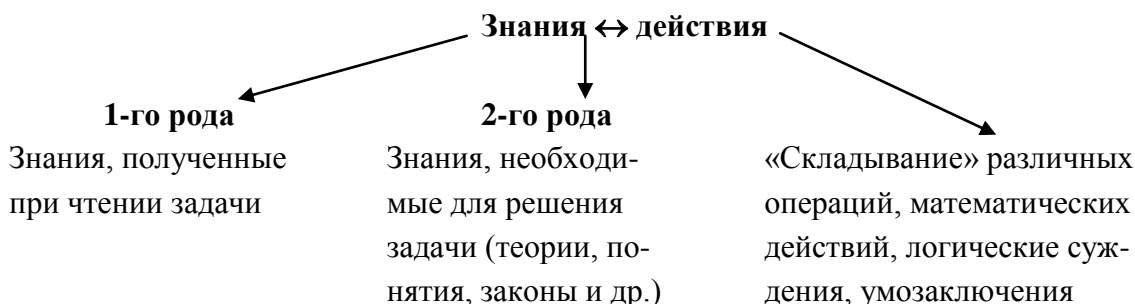 Знания ↔ действия
1-го рода
Знания, полученные
при чтении задачи
2-го рода
Знания, необходи-
мые для решения
задачи (теории, по-
нятия, законы и др.)
«Складывание» различных
операций, математических
действий, логические суж-
дения, умозаключения